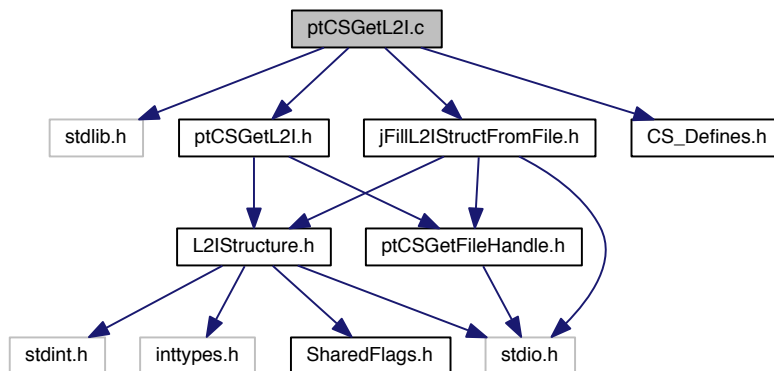 ptCSGetL2I.c
stdlib.h
ptCSGetL2I.h
jFillL2IStructFromFile.h
CS_Defines.h
L2IStructure.h
ptCSGetFileHandle.h
stdint.h
inttypes.h
SharedFlags.h
stdio.h